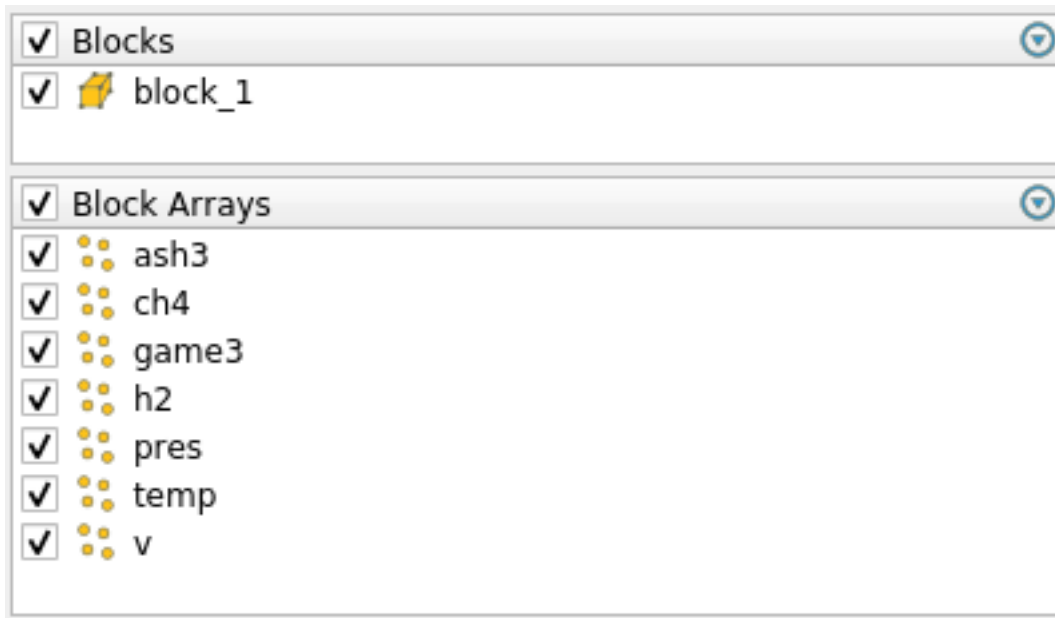 Blocks
block_1
Block Arrays
ash3
ch4
game3
h2
pres
temp
v